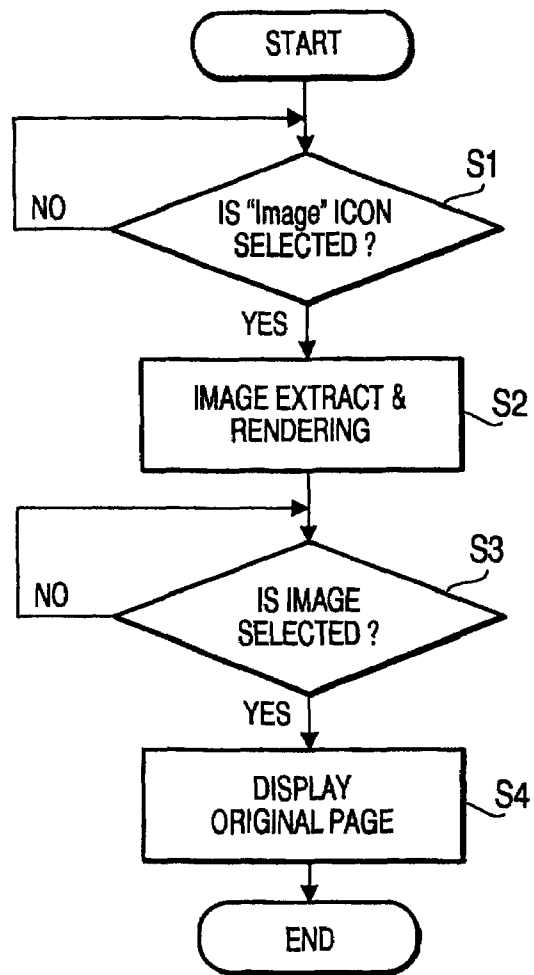 START
S1
IS “Image” ICON
SELECTED ?
NO
YES
IMAGE EXTRACT &
RENDERING
S2
S3
IS IMAGE
SELECTED ?
NO
YES
DISPLAY
ORIGINAL PAGE
S4
END